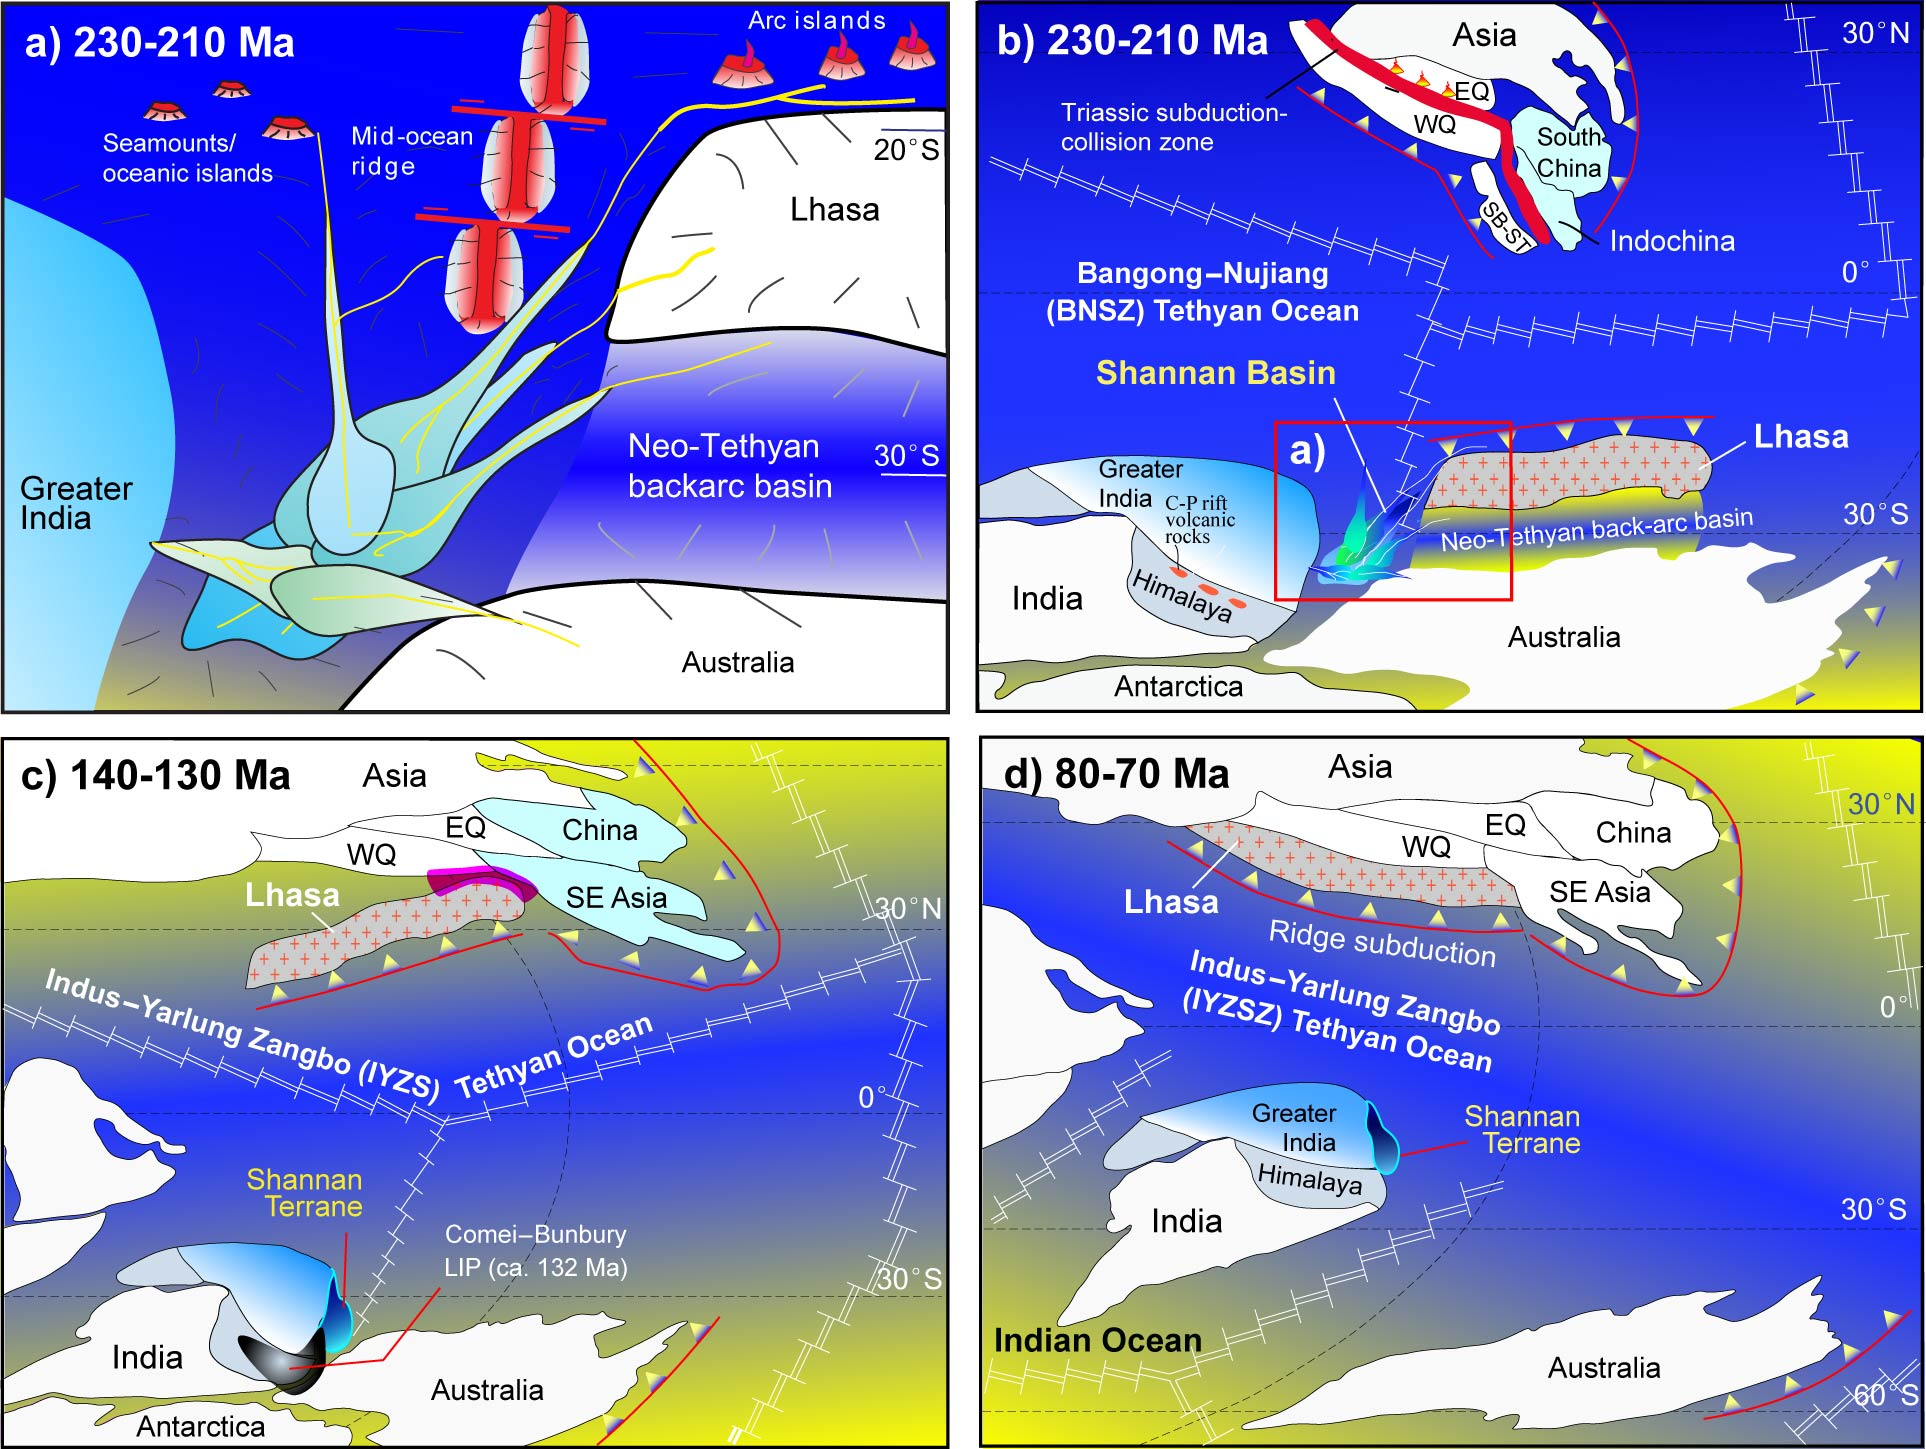 a) 230-210 Ma
Arc islands
Seamounts/
oceanic islands
Mid-ocean
ridge
20°S
Lhasa
Neo-Tethyan
backarc basin
30°S
Greater
India
Australia
b) 230-210 Ma
Asia
30°N
Triassic subduction-
collision zone
EQ
WQ
South
China
SB-ST
Indochina
0°
Bangong–Nujiang
(BNSZ) Tethyan Ocean
Shannan Basin
a)
Lhasa
Greater
India
C-P rift
volcanic
rocks
Himalaya
India
Neo-Tethyan back-arc basin
30°S
Australia
Antarctica
c) 140-130 Ma
Asia
EQ
China
WQ
Lhasa
SE Asia
30°N
Indus–Yarlung Zangbo (IYZS) Tethyan Ocean
0°
Shannan
Terrane
Comei–Bunbury
LIP (ca. 132 Ma)
30°S
India
Australia
Antarctica
d) 80-70 Ma
Asia
30°N
EQ
China
WQ
Lhasa
SE Asia
Ridge subduction
Indus–Yarlung Zangbo
(IYZSZ) Tethyan Ocean
0°
Greater
India
Shannan
Terrane
Himalaya
India
30°S
Indian Ocean
Australia
60°S